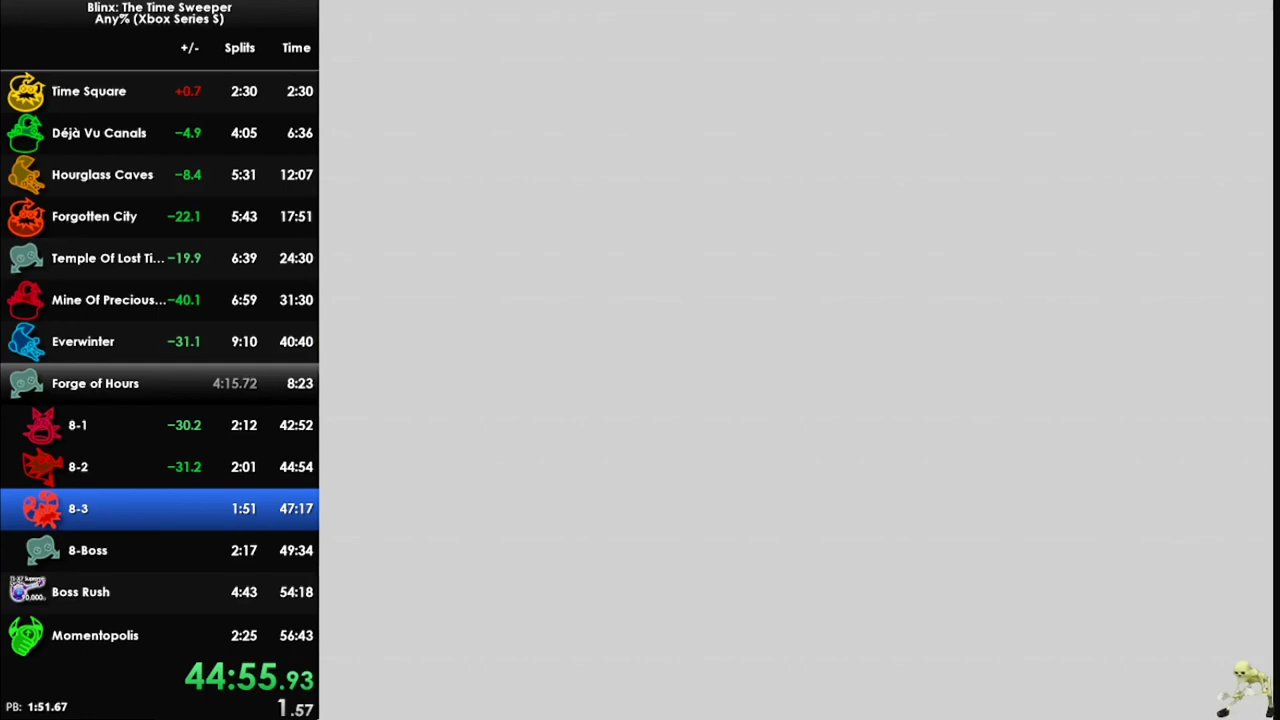 Blinx: The Time Sweeper
Any% (Xbox Series S)
+/- Splits Time
Time Square +0.7 2:30 2:30
Déjà Vu Canals −4.9 4:05 6:36
Hourglass Caves −8.4 5:31 12:07
Forgotten City −22.1 5:43 17:51
Temple Of Lost Ti... −19.9 6:39 24:30
Mine Of Precious... −40.1 6:59 31:30
Everwinter −31.1 9:10 40:40
Forge of Hours 4:15.72 8:23
8-1 −30.2 2:12 42:52
8-2 −31.2 2:01 44:54
8-3 1:51 47:17
8-Boss 2:17 49:34
Boss Rush 4:43 54:18
Momentopolis 2:25 56:43
44:55.93
PB: 1:51.67 1.57